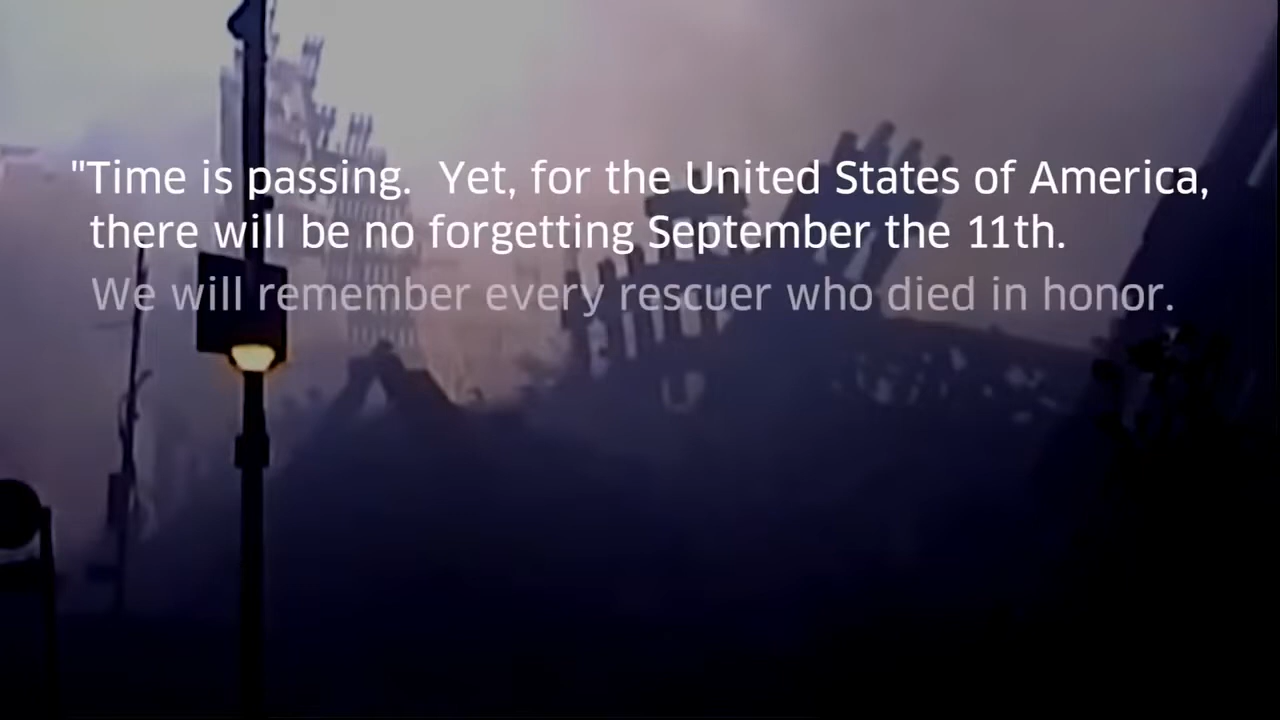 "Time is passing.  Yet, for the United States of America,
there will be no forgetting September the 11th.
We will remember every rescuer who died in honor.